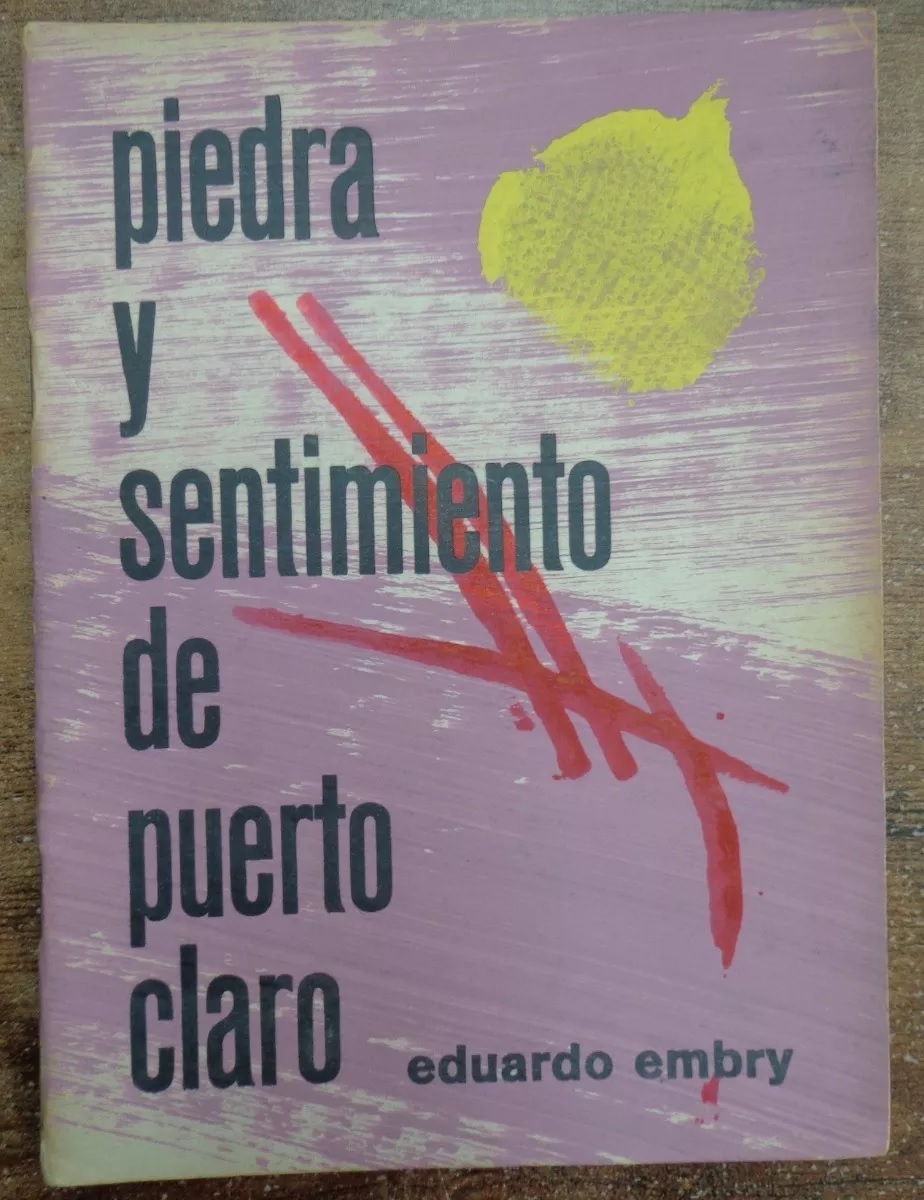 piedra
y
sentimiento
de
puerto
claro
eduardo embry